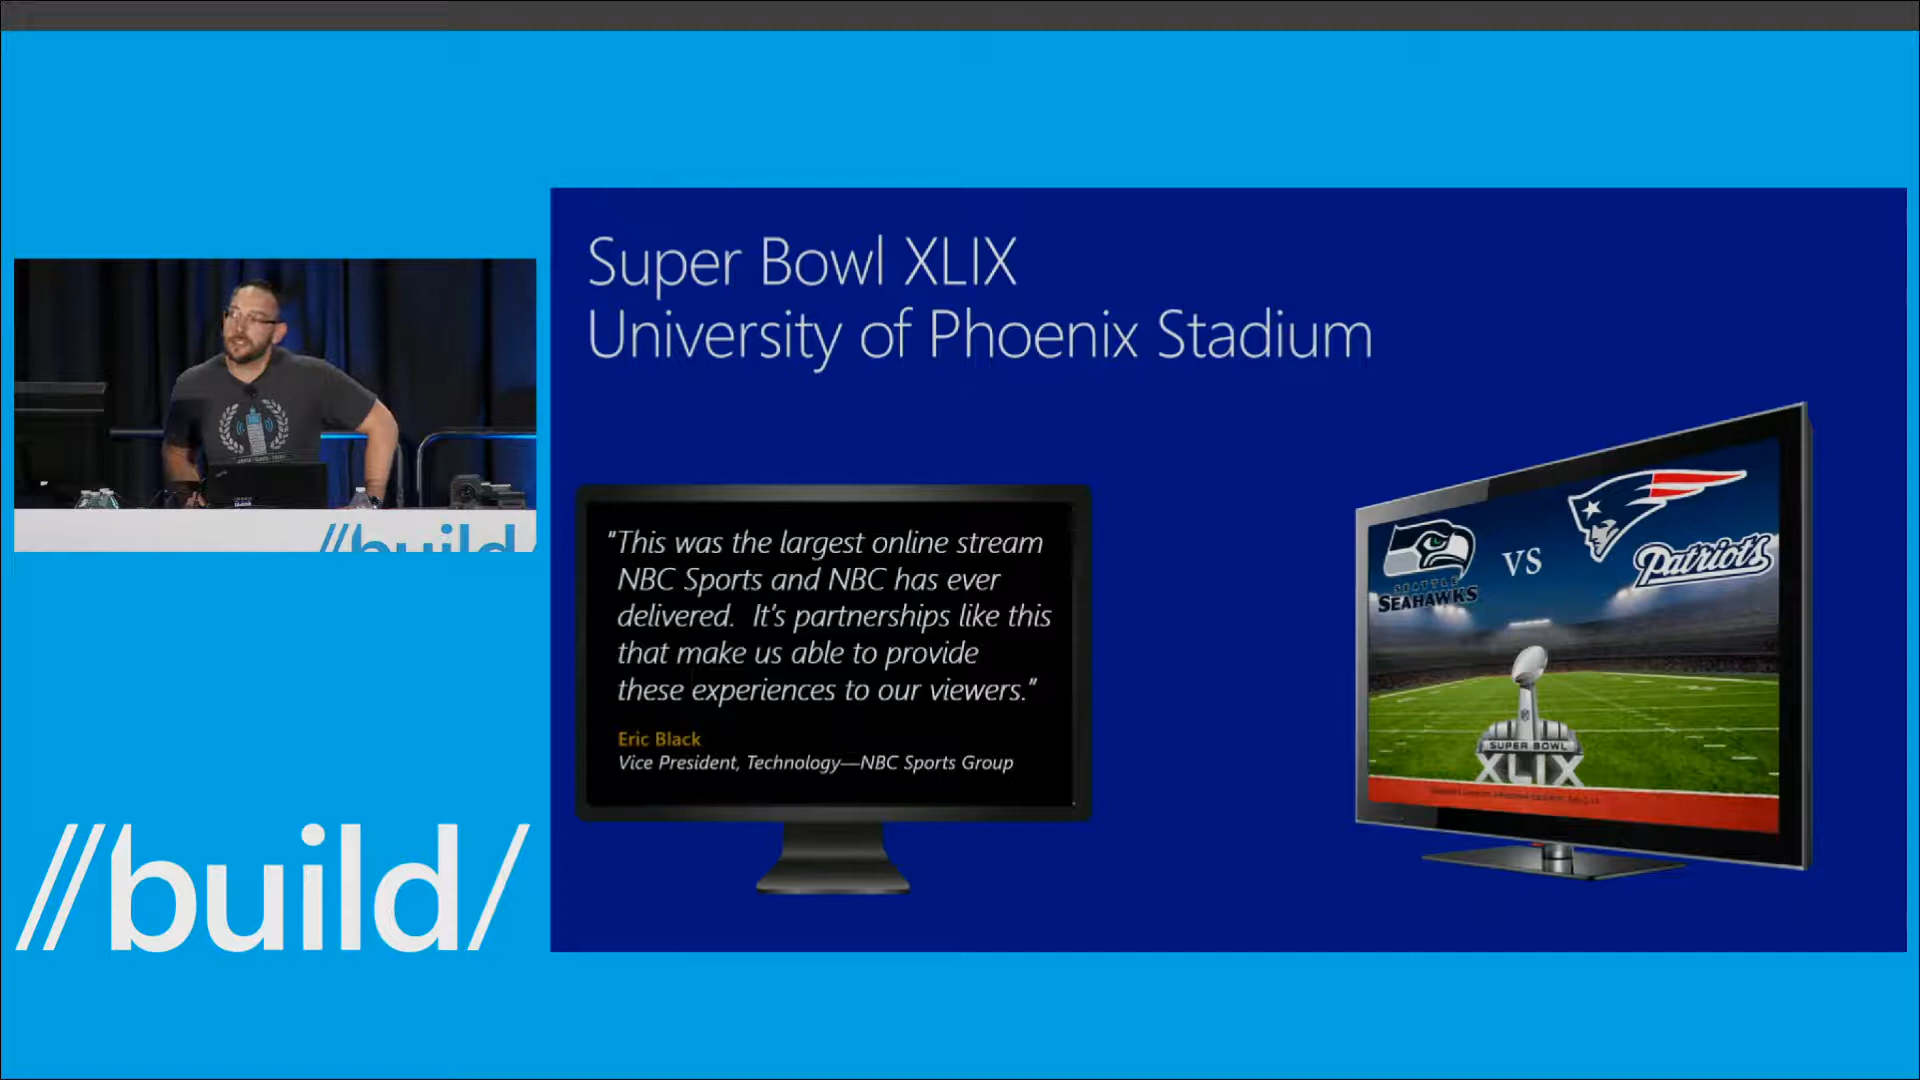 Super Bowl XLIX
University of Phoenix Stadium
"This was the largest online stream
NBC Sports and NBC has ever
delivered.  It's partnerships like this
that make us able to provide
these experiences to our viewers."
Eric Black
Vice President, Technology—NBC Sports Group
SEATTLE
SEAHAWKS
VS
Patriots
SUPER BOWL
XLIX
//build
//build/